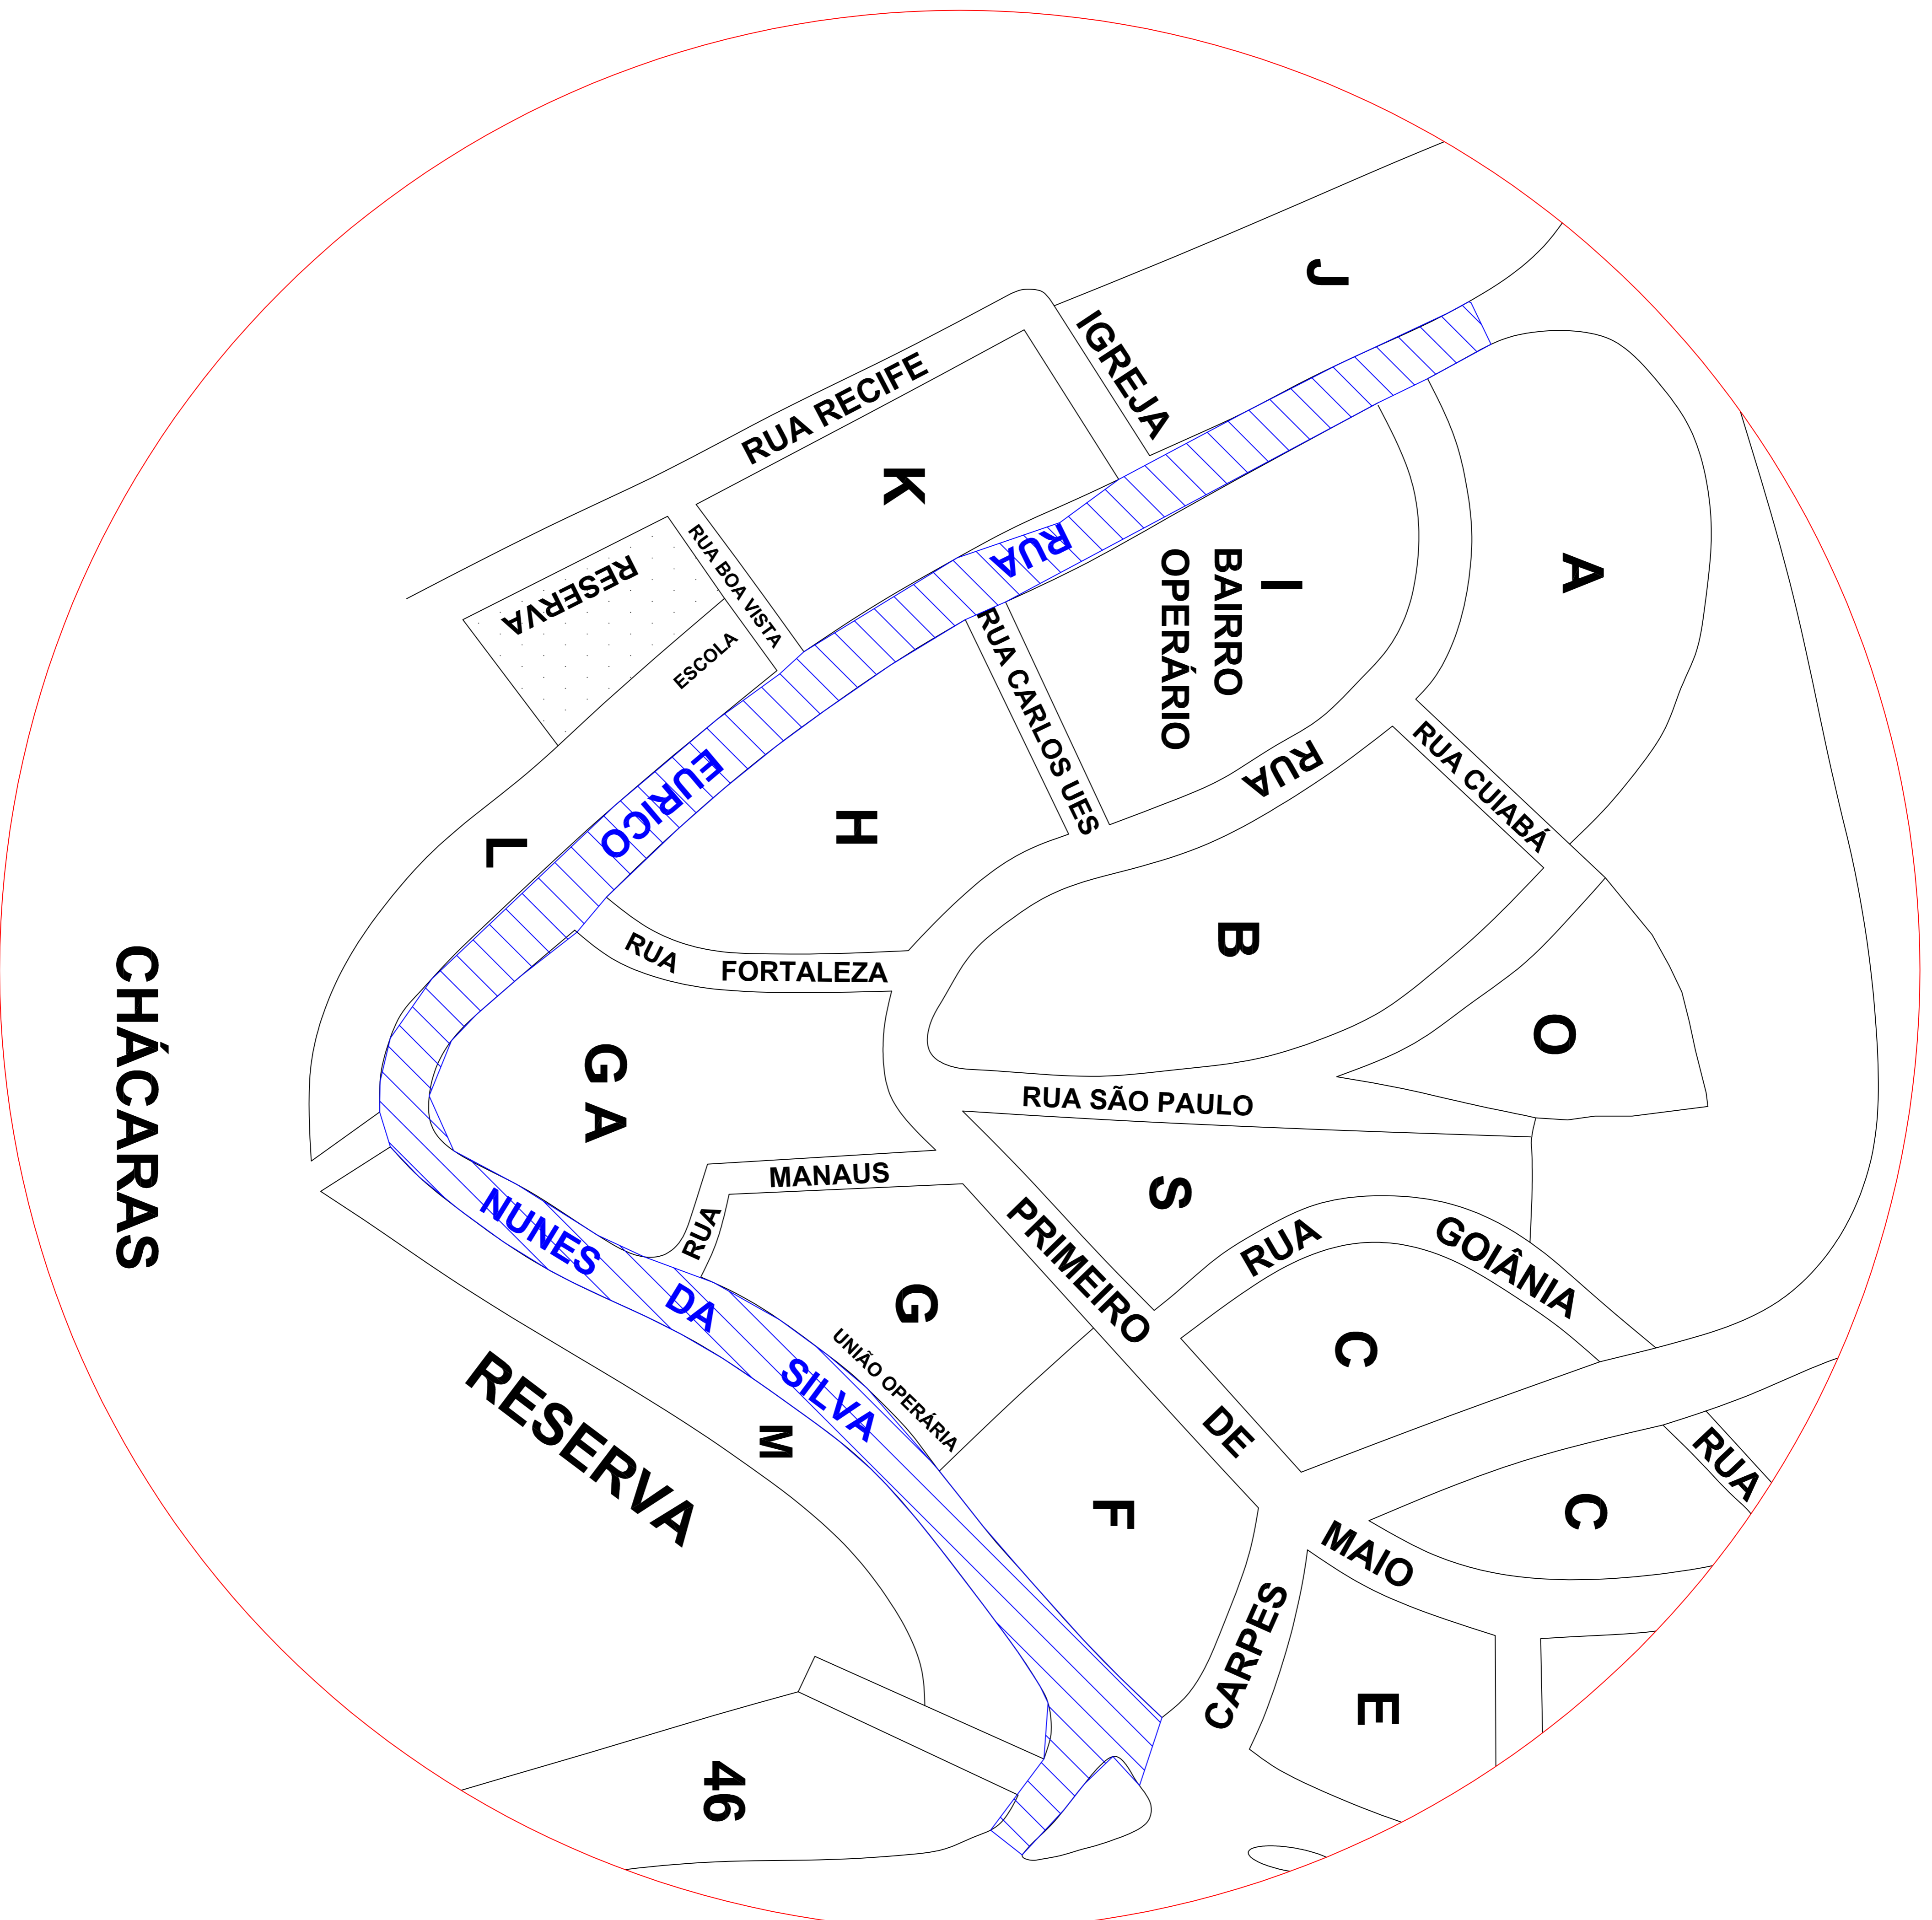 J
IGREJA
RUA RECIFE
K
RUA
A
RESERVA
RUA BOA VISTA
ESCOLA
I
BAIRRO
OPERÁRIO
RUA CARLOS UFS
RUA
RUA CUIABÁ
EURICO
H
L
B
RUA FORTALEZA
CHÁCARAS
G A
O
RUA SÃO PAULO
RUA MANAUS
S
NUNES
DA
SILVA
PRIMEIRO
DE
MAIO
RUA GOIÂNIA
G
UNIÃO OPERÁRIA
C
RESERVA
M
F
C
RUA
CARPES
E
46